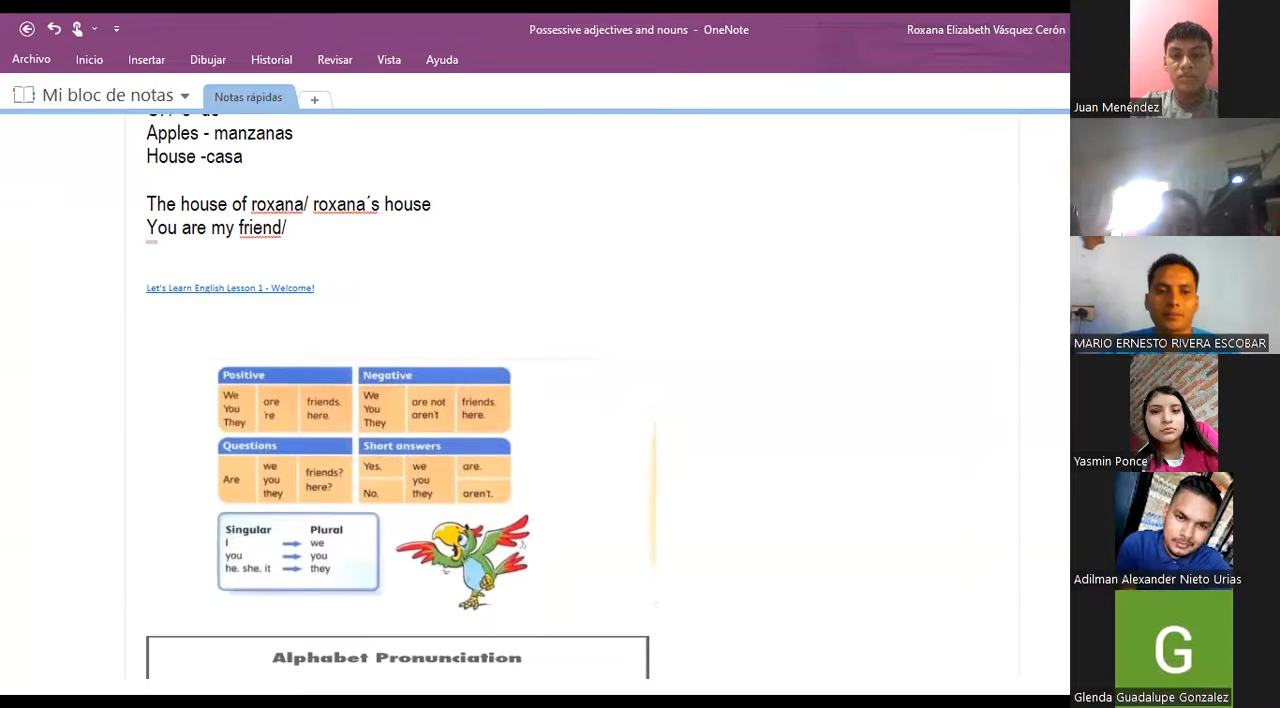 Possessive adjectives and nouns - OneNote
Roxana Elizabeth Vásquez Cerón
Archivo
Inicio
Insertar
Dibujar
Historial
Revisar
Vista
Ayuda
Mi bloc de notas
Notas rápidas
Apples - manzanas
House -casa
The house of roxana/ roxana´s house
You are my friend/
Let's Learn English Lesson 1 - Welcome!
Positive
We
You
They
are
're
friends.
here.
Negative
We
You
They
are not
aren't
friends.
here.
Questions
Are
we
you
they
friends?
here?
Short answers
Yes.
No.
we
you
they
are.
aren't.
Singular Plural
I we
you you
he. she. it they
Alphabet Pronunciation
Juan Menéndez
MARIO ERNESTO RIVERA ESCOBAR
Yasmin Ponce
Adilman Alexander Nieto Urias
G
Glenda Guadalupe Gonzalez